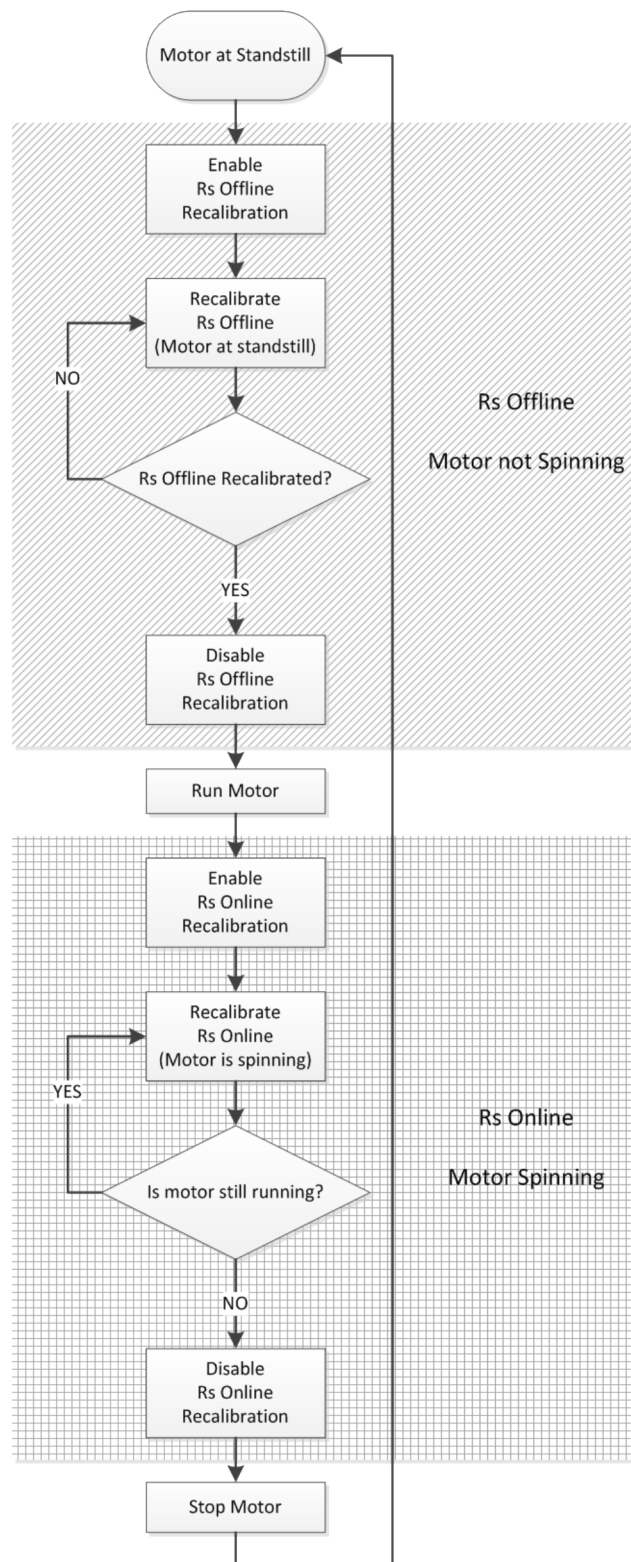 Motor at Standstill
Enable
Rs Offline
Recalibration
Recalibrate
Rs Offline
(Motor at standstill)
NO
Rs Offline
Motor not Spinning
Rs Offline Recalibrated?
YES
Disable
Rs Offline
Recalibration
Run Motor
Enable
Rs Online
Recalibration
Recalibrate
Rs Online
(Motor is spinning)
YES
Rs Online
Motor Spinning
Is motor still running?
NO
Disable
Rs Online
Recalibration
Stop Motor